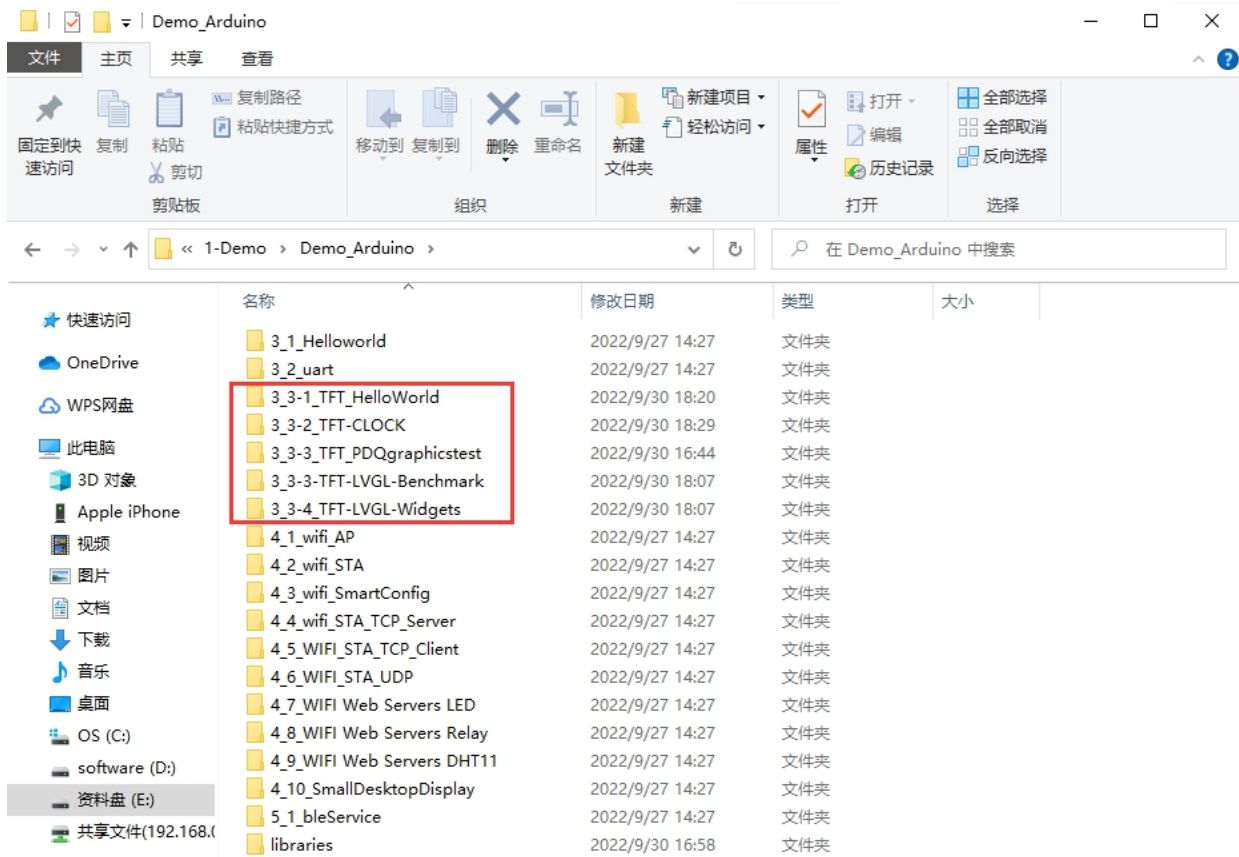 Demo_Arduino
文件 主页 共享 查看
固定到快速访问
复制
粘贴
复制路径
粘贴快捷方式
剪切
剪贴板
移动到
复制到
删除
重命名
组织
新建文件夹
新建项目
轻松访问
新建
属性
打开
编辑
历史记录
打开
全部选择
全部取消
反向选择
选择
« 1-Demo › Demo_Arduino ›
在 Demo_Arduino 中搜索
快速访问
OneDrive
WPS网盘
此电脑
3D 对象
Apple iPhone
视频
图片
文档
下载
音乐
桌面
OS (C:)
software (D:)
资料盘 (E:)
共享文件(192.168.
名称 修改日期 类型 大小
3_1_Helloworld 2022/9/27 14:27 文件夹
3_2_uart 2022/9/27 14:27 文件夹
3_3-1_TFT_HelloWorld 2022/9/30 18:20 文件夹
3_3-2_TFT-CLOCK 2022/9/30 18:29 文件夹
3_3-3_TFT_PDQgraphicstest 2022/9/30 16:44 文件夹
3_3-3-TFT-LVGL-Benchmark 2022/9/30 18:07 文件夹
3_3-4_TFT-LVGL-Widgets 2022/9/30 18:07 文件夹
4_1_wifi_AP 2022/9/27 14:27 文件夹
4_2_wifi_STA 2022/9/27 14:27 文件夹
4_3_wifi_SmartConfig 2022/9/27 14:27 文件夹
4_4_wifi_STA_TCP_Server 2022/9/27 14:27 文件夹
4_5_WIFI_STA_TCP_Client 2022/9/27 14:27 文件夹
4_6_WIFI_STA_UDP 2022/9/27 14:27 文件夹
4_7_WIFI Web Servers LED 2022/9/27 14:27 文件夹
4_8_WIFI Web Servers Relay 2022/9/27 14:27 文件夹
4_9_WIFI Web Servers DHT11 2022/9/27 14:27 文件夹
4_10_SmallDesktopDisplay 2022/9/27 14:27 文件夹
5_1_bleService 2022/9/27 14:27 文件夹
libraries 2022/9/30 16:58 文件夹